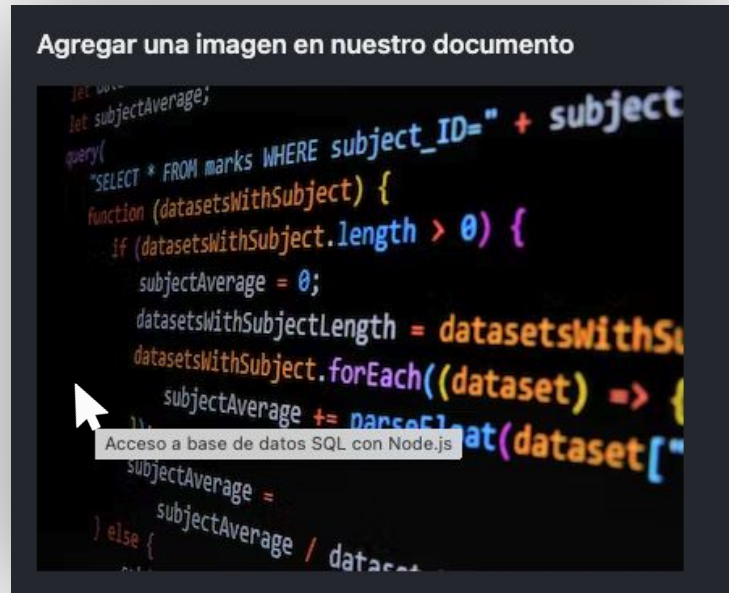 Agregar una imagen en nuestro documento
let
let subjectAverage;
query(
"SELECT * FROM marks WHERE subject_ID=" + subject
function (datasetsWithSubject) {
if (datasetsWithSubject.length > 0) {
subjectAverage = 0;
datasetsWithSubjectLength = datasetsWithSu
datasetsWithSubject.forEach((dataset) => {
subjectAverage += parseFloat(dataset["
Acceso a base de datos SQL con Node.js
subjectAverage =
subjectAverage / datase
} else {